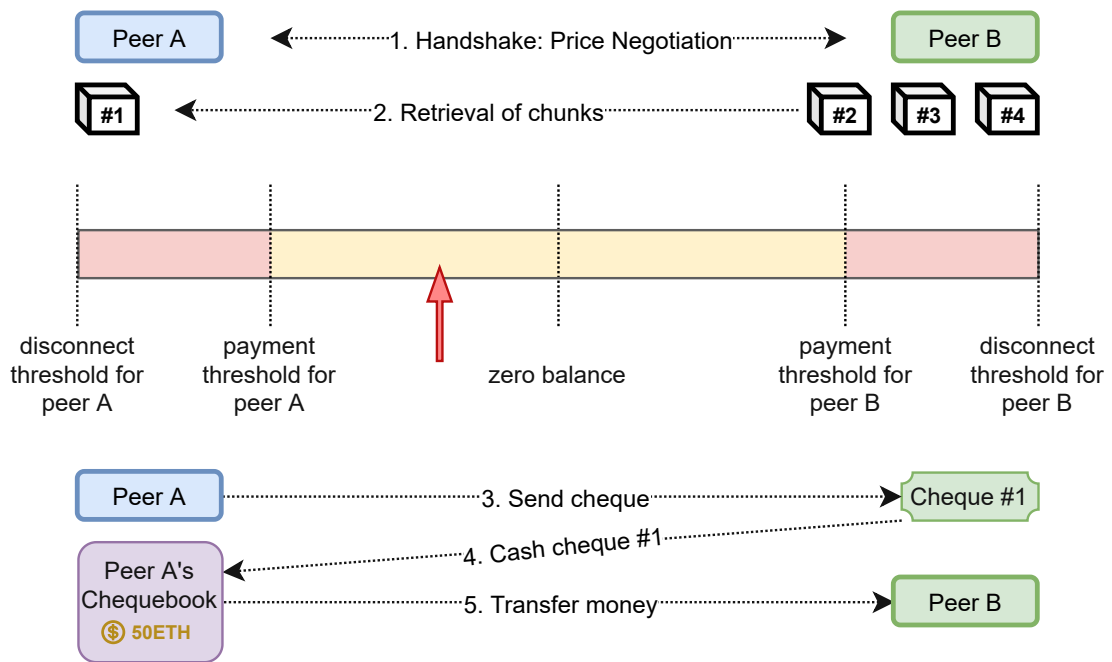 Peer A
1. Handshake: Price Negotiation
Peer B
#1
2. Retrieval of chunks
#2
#3
#4
disconnect
threshold for
peer A
payment
threshold for
peer A
zero balance
payment
threshold for
peer B
disconnect
threshold for
peer B
Peer A
3. Send cheque
Cheque #1
4. Cash cheque #1
Peer A's
Chequebook
$ 50ETH
5. Transfer money
Peer B